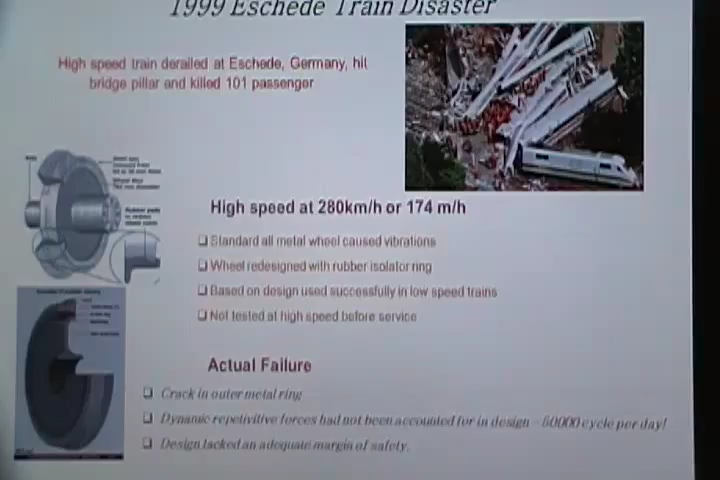 1999 Eschede Train Disaster
High speed train derailed at Eschede, Germany, hit
bridge pillar and killed 101 passenger
High speed at 280km/h or 174 m/h
❑ Standard all metal wheel caused vibrations
❑ Wheel redesigned with rubber isolator ring
❑ Based on design used successfully in low speed trains
❑ Not tested at high speed before service
Actual Failure
❑ Crack in outer metal ring
❑ Dynamic repetivitive forces had not been accounted for in design - 50000 cycle per day!
❑ Design lacked an adequate margin of safety.